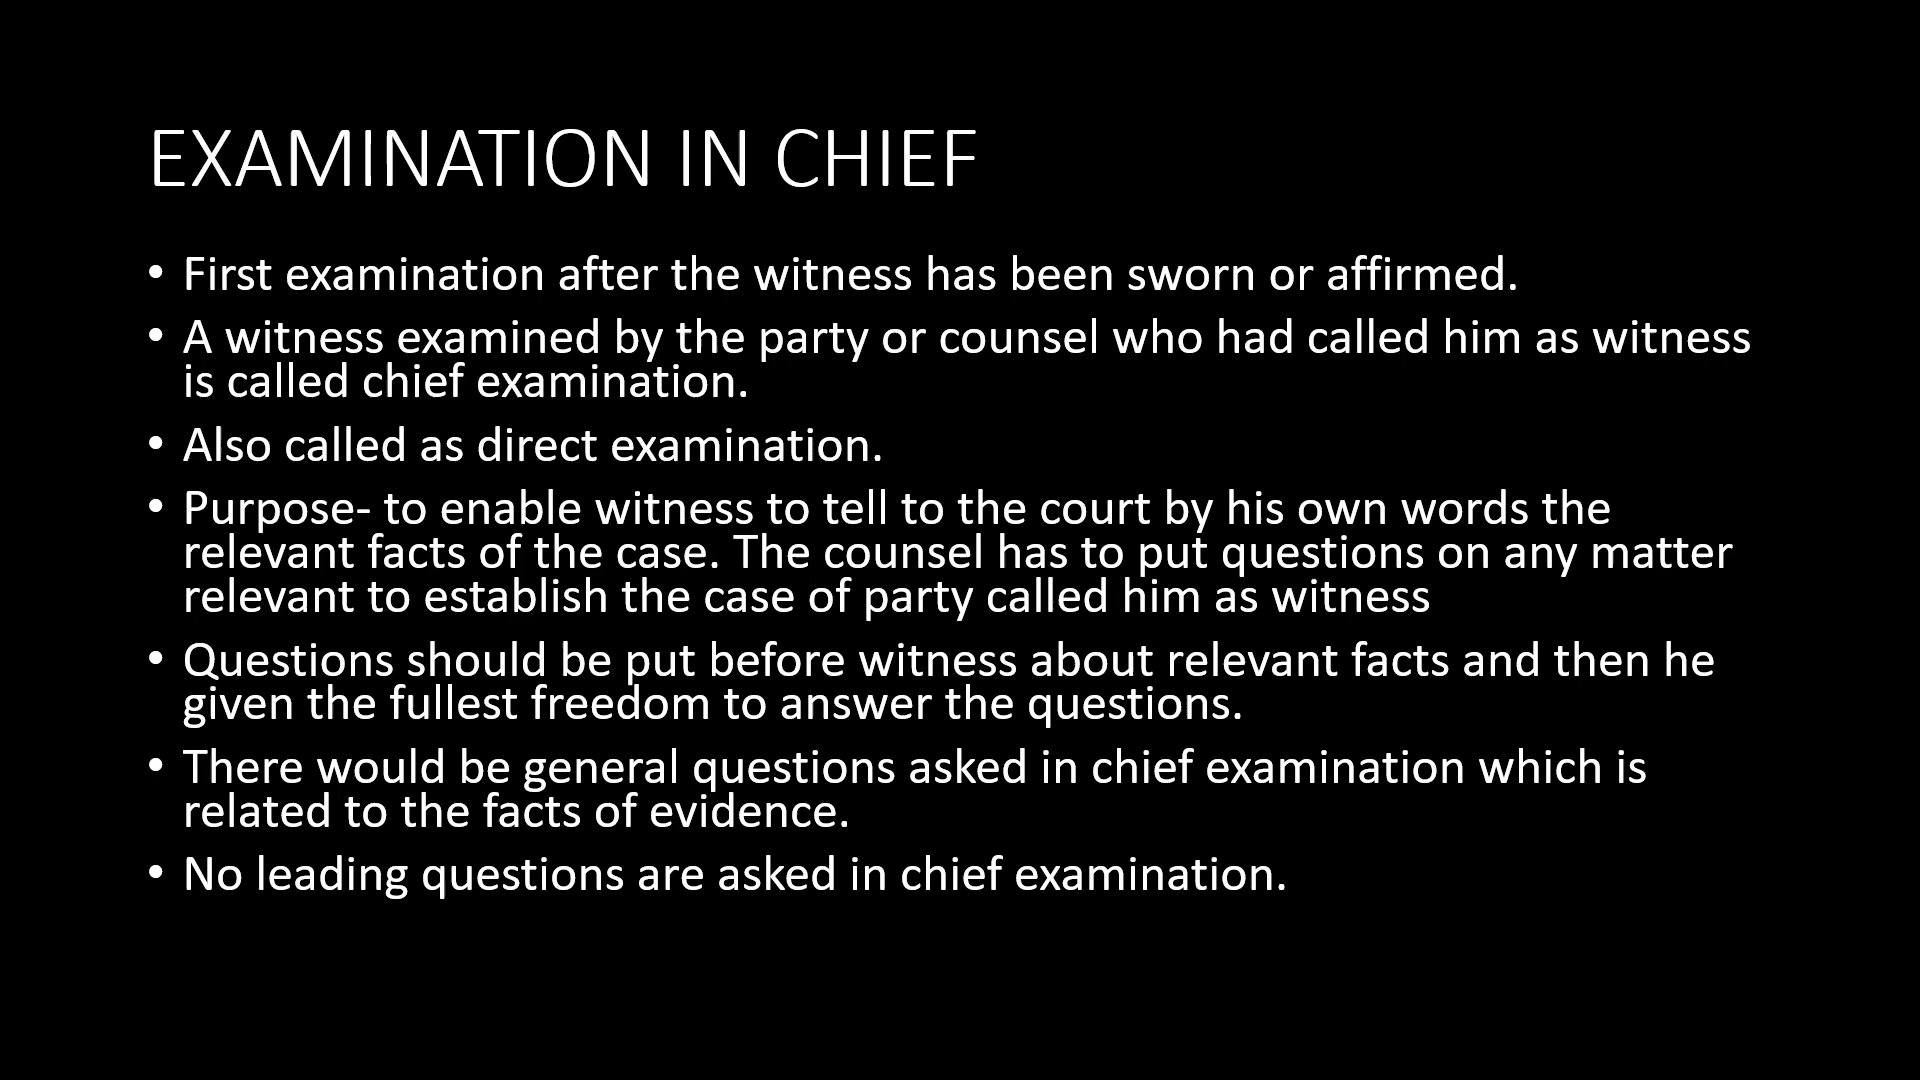 EXAMINATION IN CHIEF
• First examination after the witness has been sworn or affirmed.
• A witness examined by the party or counsel who had called him as witness
is called chief examination.
• Also called as direct examination.
• Purpose- to enable witness to tell to the court by his own words the
relevant facts of the case. The counsel has to put questions on any matter
relevant to establish the case of party called him as witness
• Questions should be put before witness about relevant facts and then he
given the fullest freedom to answer the questions.
• There would be general questions asked in chief examination which is
related to the facts of evidence.
• No leading questions are asked in chief examination.